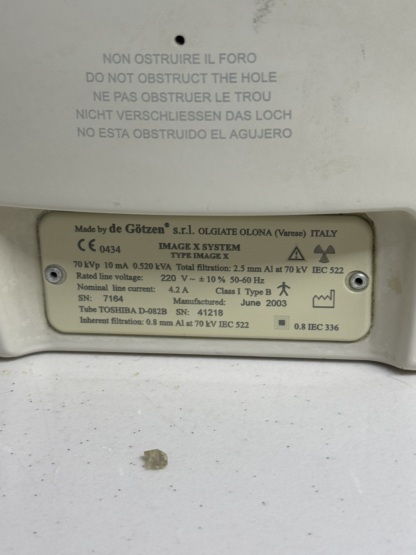 NON OSTRUIRE IL FORO
DO NOT OBSTRUCT THE HOLE
NE PAS OBSTRUER LE TROU
NICHT VERSCHLIESSEN DAS LOCH
NO ESTA OBSTRUIDO EL AGUJERO
Made by de Götzen® s.r.l. OLGIATE OLONA (Varese) ITALY
CE 0434 IMAGE X SYSTEM
TYPE IMAGE X
70 kVp 10 mA 0.520 kVA Total filtration: 2.5 mm Al at 70 kV IEC 522
Rated line voltage: 220 V~ ±10% 50-60 Hz
Nominal line current: 4.2 A Class I Type B
SN: 7164 Manufactured: June 2003
Tube TOSHIBA D-082B SN: 41218
Inherent filtration: 0.8 mm Al at 70 kV IEC 522 0.8 IEC 336